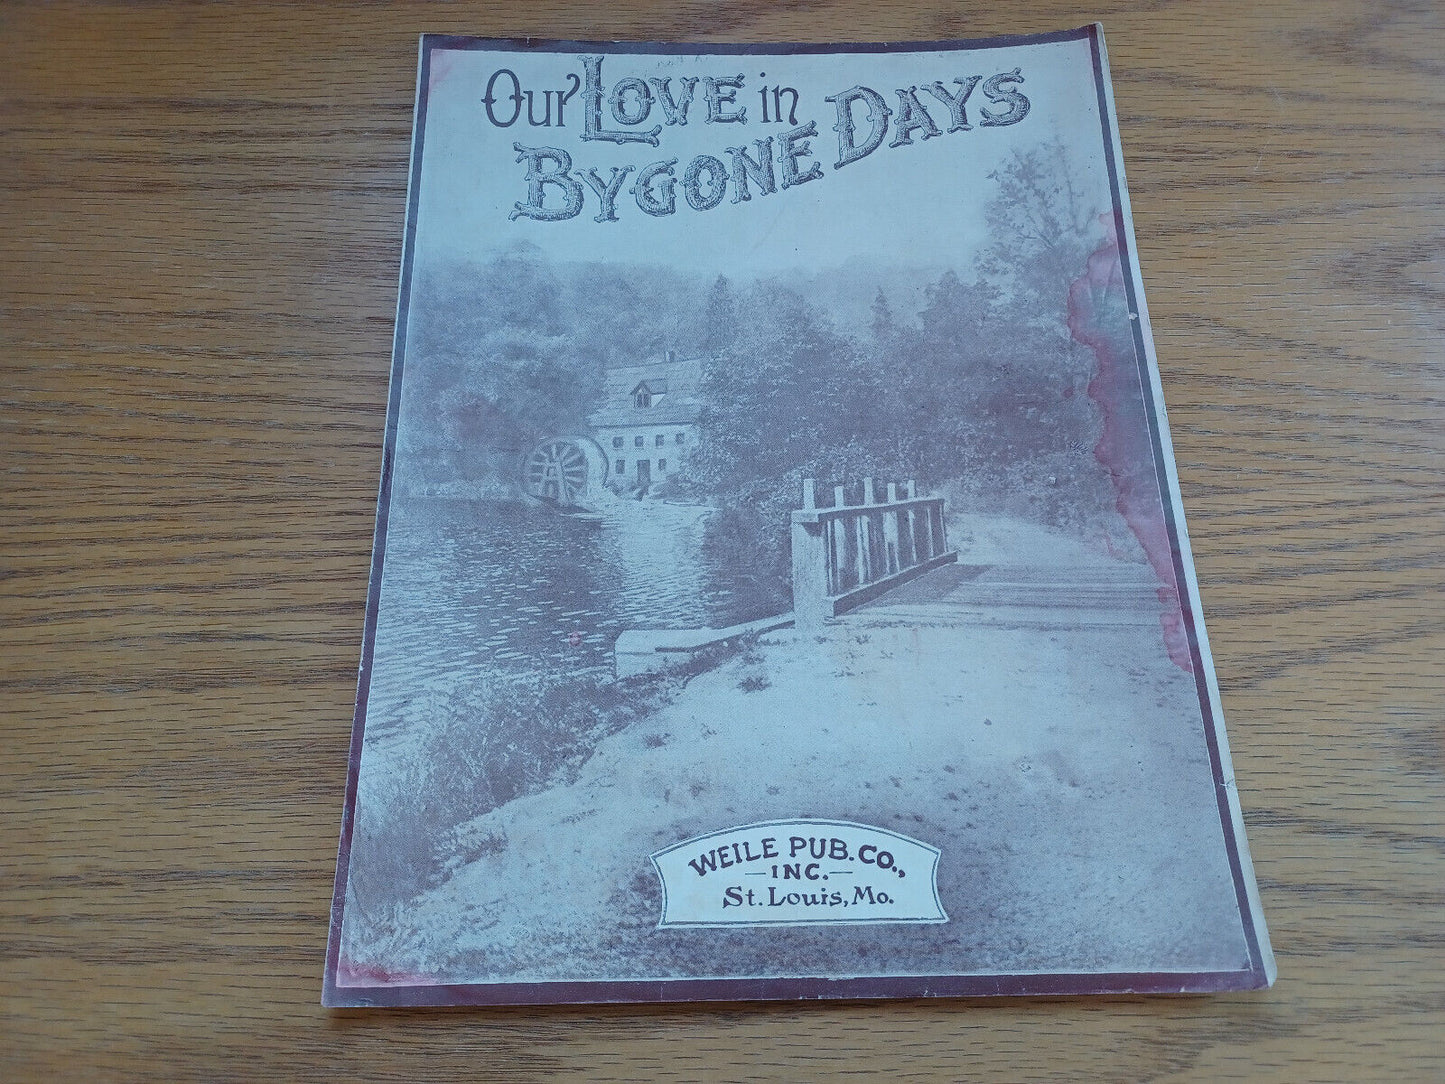 Our Love in
Bygone Days
WEILE PUB. CO.,
— INC. —
St. Louis, Mo.